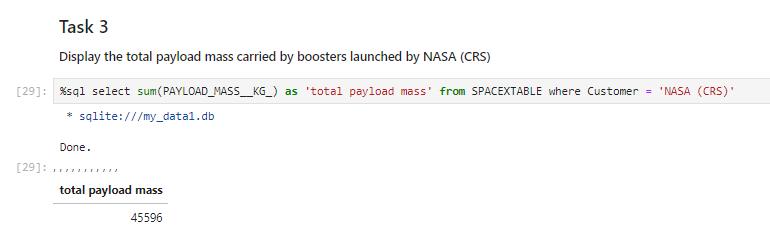 Task 3
Display the total payload mass carried by boosters launched by NASA (CRS)
[29]: %sql select sum(PAYLOAD_MASS__KG_) as 'total payload mass' from SPACEXTABLE where Customer = 'NASA (CRS)'
* sqlite:///my_data1.db
Done.
[29]: , , , , , , , , , , ,
total payload mass
45596